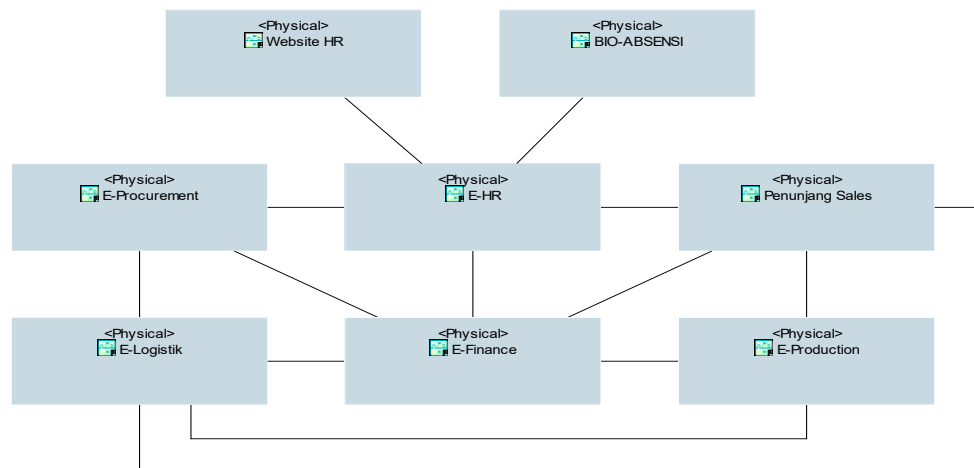 <Physical>
Website HR
<Physical>
BIO-ABSENSI
<Physical>
E-Procurement
<Physical>
E-HR
<Physical>
Penunjang Sales
<Physical>
E-Logistik
<Physical>
E-Finance
<Physical>
E-Production